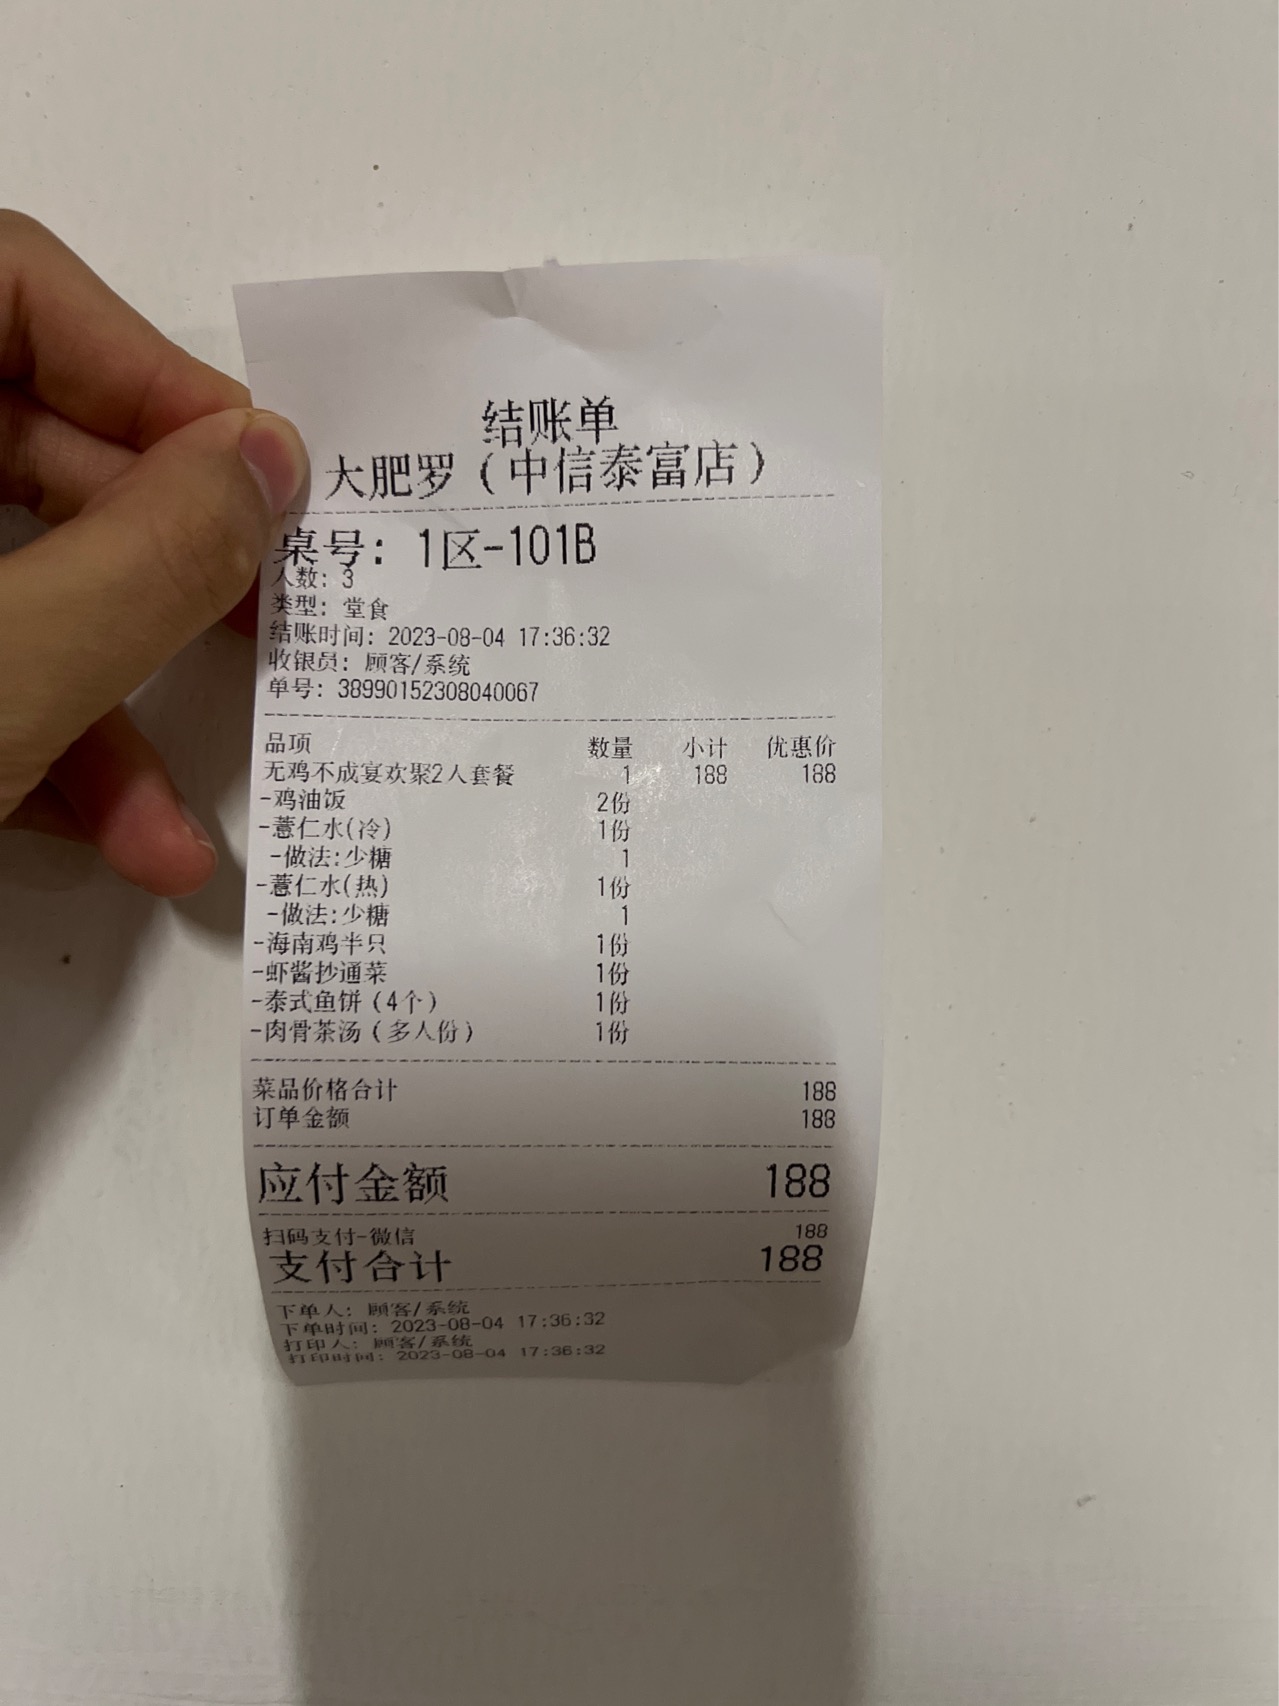 结账单
大肥罗（中信泰富店）
桌号：1区-101B
人数：3
类型：堂食
结账时间：2023-08-04 17:36:32
收银员：顾客/系统
单号：38990152308040067
品项 数量 小计 优惠价
无鸡不成宴欢聚2人套餐 1 188 188
-鸡油饭 2份
-薏仁水(冷) 1份
-做法:少糖 1
-薏仁水(热) 1份
-做法:少糖 1
-海南鸡半只 1份
-虾酱抄通菜 1份
-泰式鱼饼（4个） 1份
-肉骨茶汤（多人份） 1份
菜品价格合计 188
订单金额 188
应付金额 188
扫码支付-微信 188
支付合计 188
下单人：顾客/系统
下单时间：2023-08-04 17:36:32
打印人：顾客/系统
打印时间：2023-08-04 17:36:32